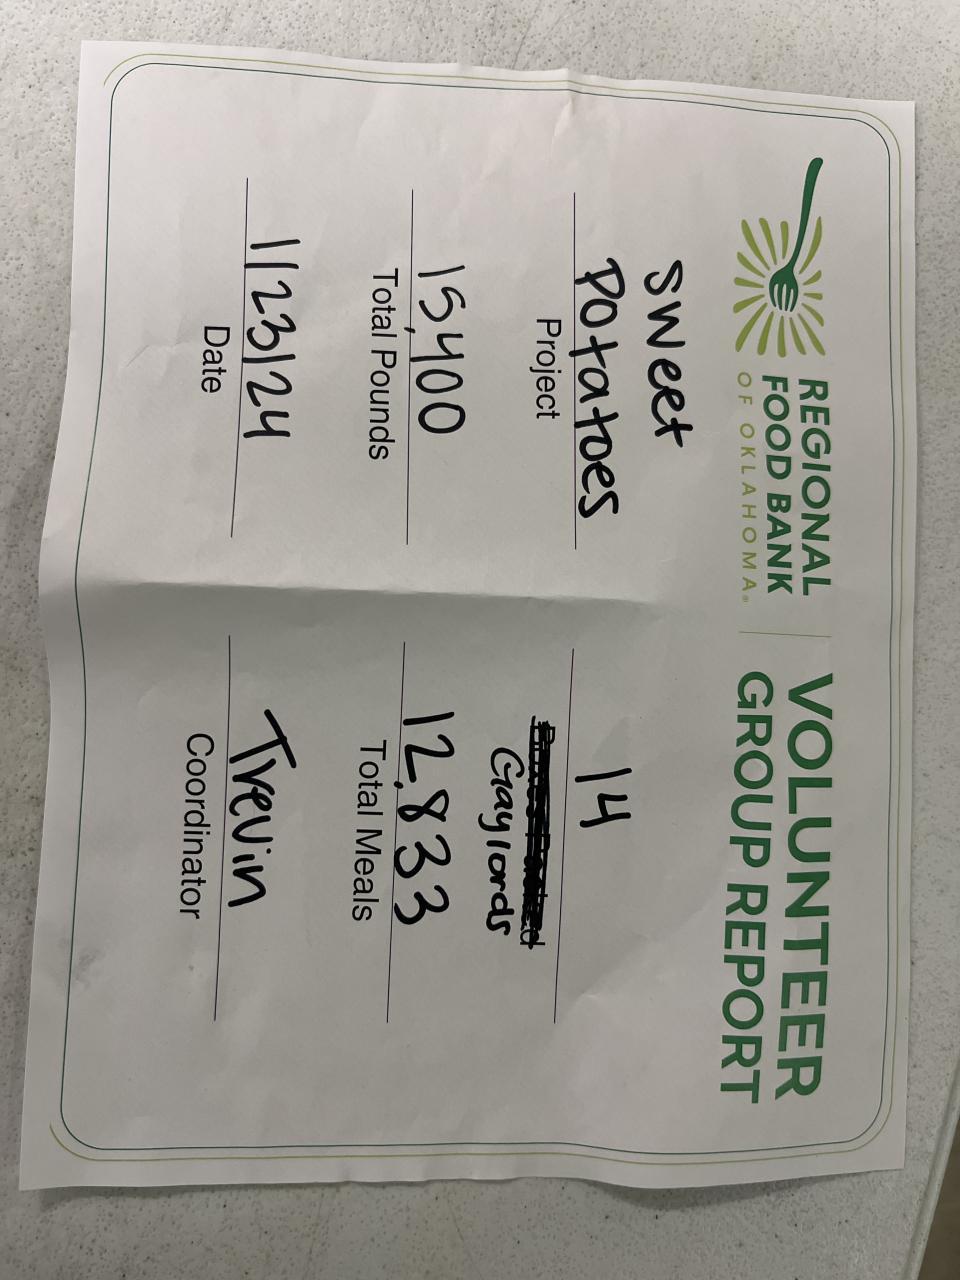 REGIONAL
FOOD BANK
OF OKLAHOMA®
VOLUNTEER
GROUP REPORT
Sweet
Potatoes
Project
14
Gaylords
15,400
Total Pounds
12,833
Total Meals
11/23/24
Date
Trevin
Coordinator